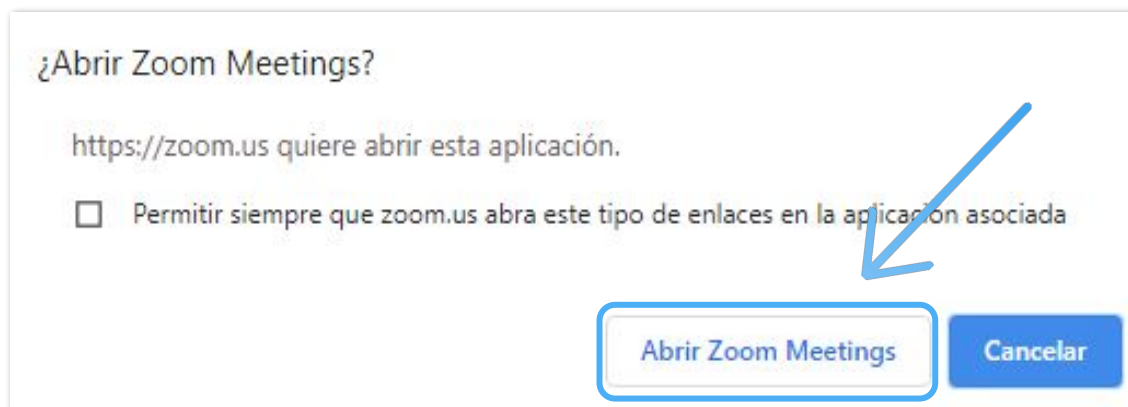 ¿Abrir Zoom Meetings?
https://zoom.us quiere abrir esta aplicación.
Permitir siempre que zoom.us abra este tipo de enlaces en la aplicación asociada
Abrir Zoom Meetings
Cancelar